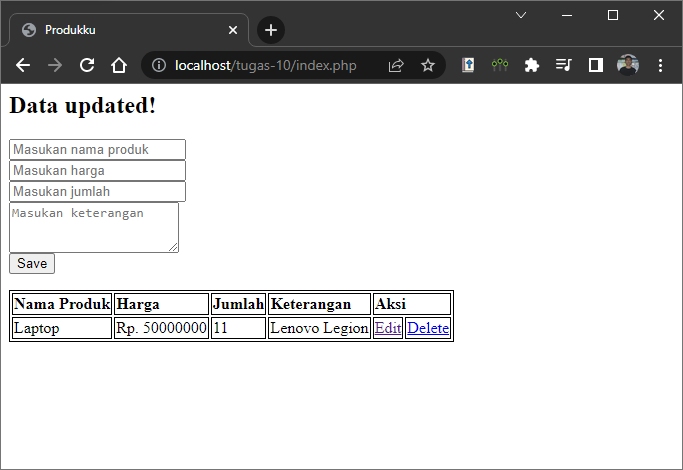 Produkku
localhost/tugas-10/index.php
Data updated!
Masukan nama produk
Masukan harga
Masukan jumlah
Masukan keterangan
Save
Nama Produk Harga Jumlah Keterangan Aksi
Laptop Rp. 50000000 11 Lenovo Legion Edit Delete